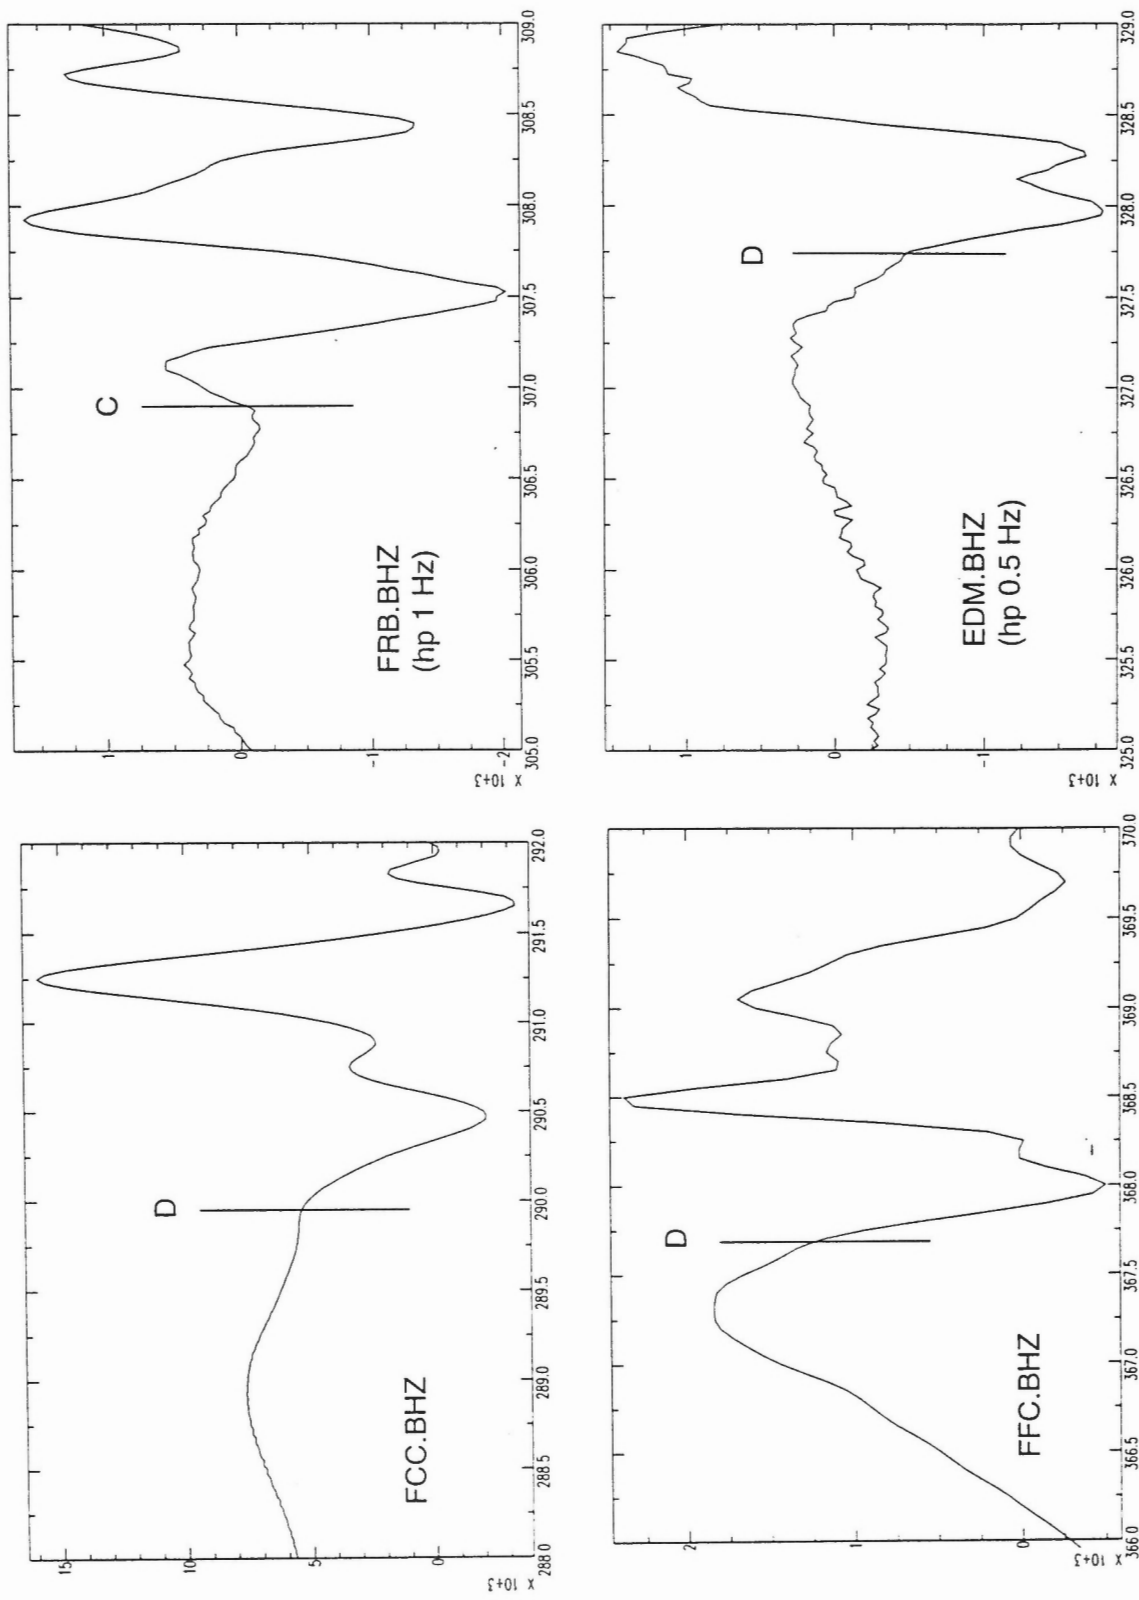 D
15
10
5
0
X 10+3
FCC.BHZ
288.0 288.5 289.0 289.5 290.0 290.5 291.0 291.5 292.0
C
1
0
-1
-2
X 10+3
FRB.BHZ
(hp 1 Hz)
305.0 305.5 306.0 306.5 307.0 307.5 308.0 308.5 309.0
D
2
1
0
X 10+3
FFC.BHZ
366.0 366.5 367.0 367.5 368.0 368.5 369.0 369.5 370.0
D
1
0
-1
X 10+3
EDM.BHZ
(hp 0.5 Hz)
325.0 325.5 326.0 326.5 327.0 327.5 328.0 328.5 329.0